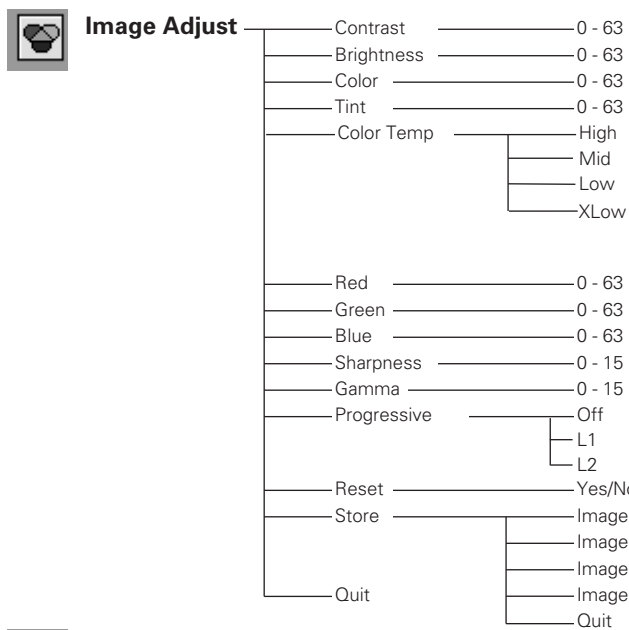 Image Adjust
Contrast 0 - 63
Brightness 0 - 63
Color 0 - 63
Tint 0 - 63
Color Temp High
Mid
Low
XLow
Red 0 - 63
Green 0 - 63
Blue 0 - 63
Sharpness 0 - 15
Gamma 0 - 15
Progressive Off
L1
L2
Reset Yes/No
Store Image
Image
Image
Quit Image
Quit